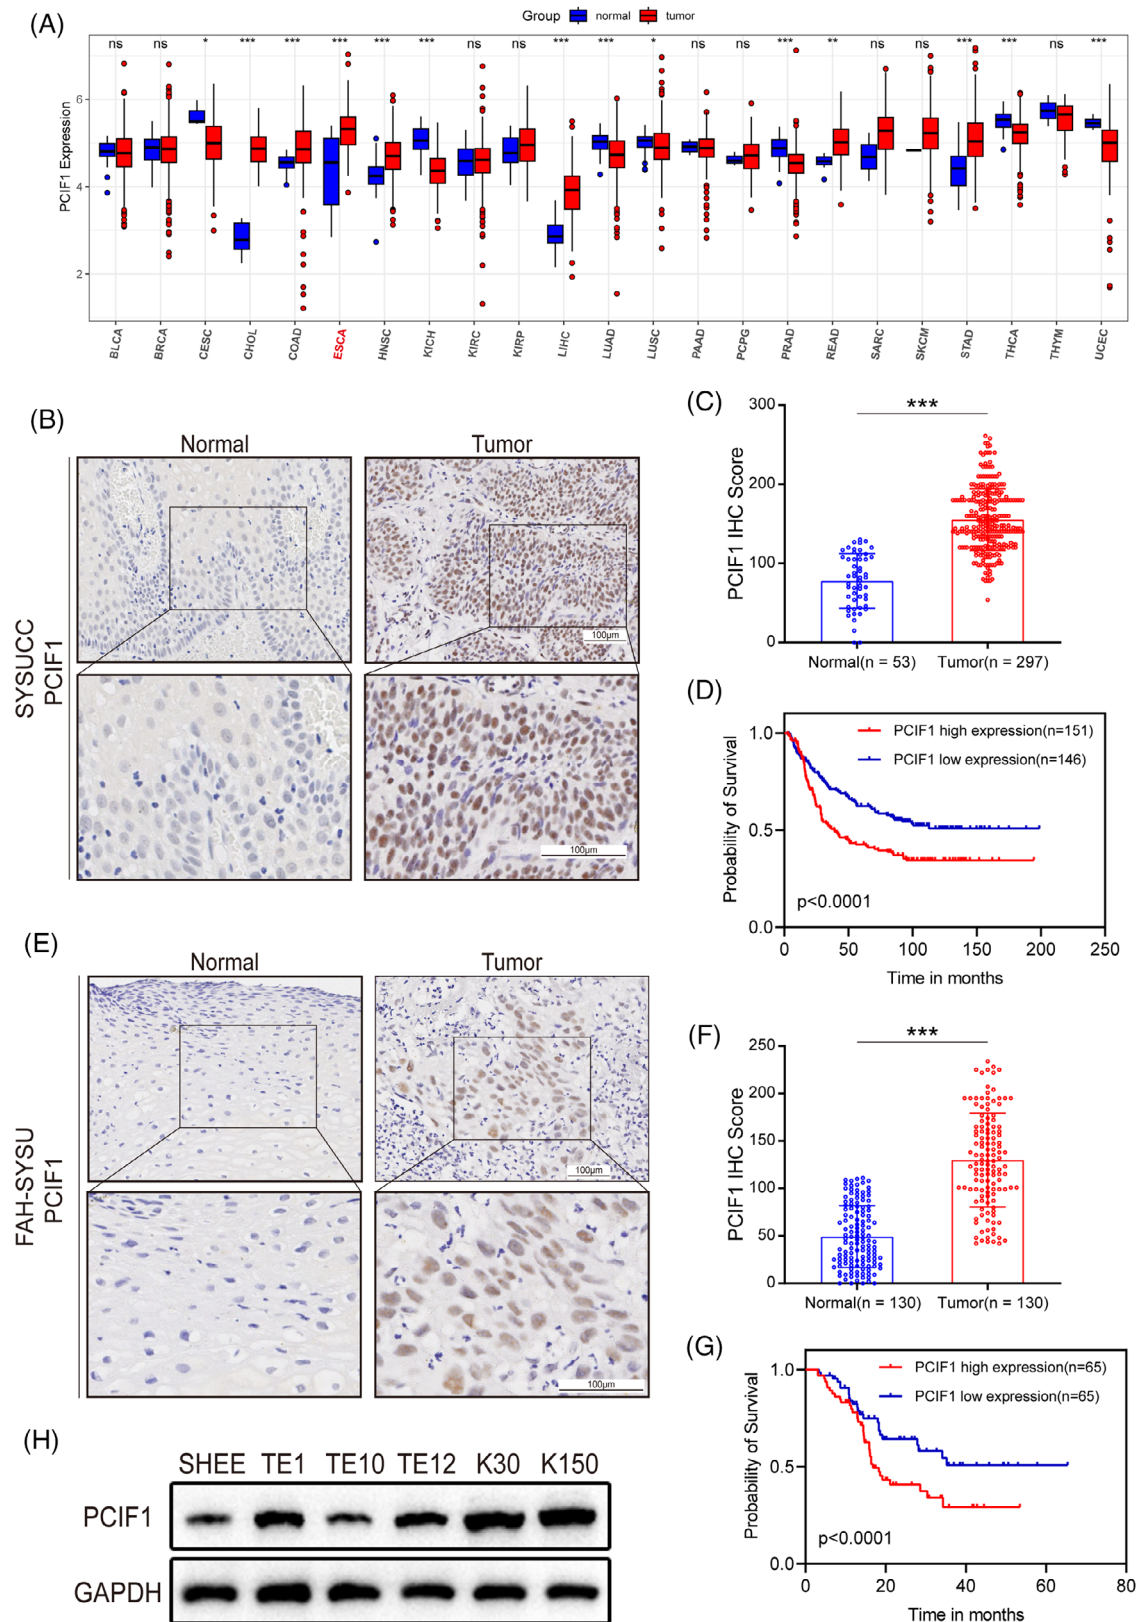 (A)
Group normal tumor
ns ns * *** *** *** *** *** ns ns *** *** * ns ns *** ** ns ns *** *** ns ***
PCIF1 Expression
6
4
2
BLCA BRCA CESC CHOL COAD ESCA HNSC KICH KIRC KIRP LIHC LUAD LUSC PAAD PCPG PRAD READ SARC SKCM STAD THCA THYM UCEC
(B)
Normal Tumor
SYSUCC
PCIF1
100μm
100μm
(C)
***
PCIF1 IHC Score
300
200
100
0
Normal(n = 53) Tumor(n = 297)
(D)
PCIF1 high expression(n=151)
PCIF1 low expression(n=146)
Probability of Survival
1.0
0.5
0.0
p<0.0001
0 50 100 150 200 250
Time in months
(E)
Normal Tumor
FAH-SYSU
PCIF1
100μm
100μm
(F)
***
PCIF1 IHC Score
250
200
150
100
50
0
Normal(n = 130) Tumor(n = 130)
(G)
PCIF1 high expression(n=65)
PCIF1 low expression(n=65)
Probability of Survival
1.0
0.5
0.0
p<0.0001
0 20 40 60 80
Time in months
(H)
SHEE TE1 TE10 TE12 K30 K150
PCIF1
GAPDH